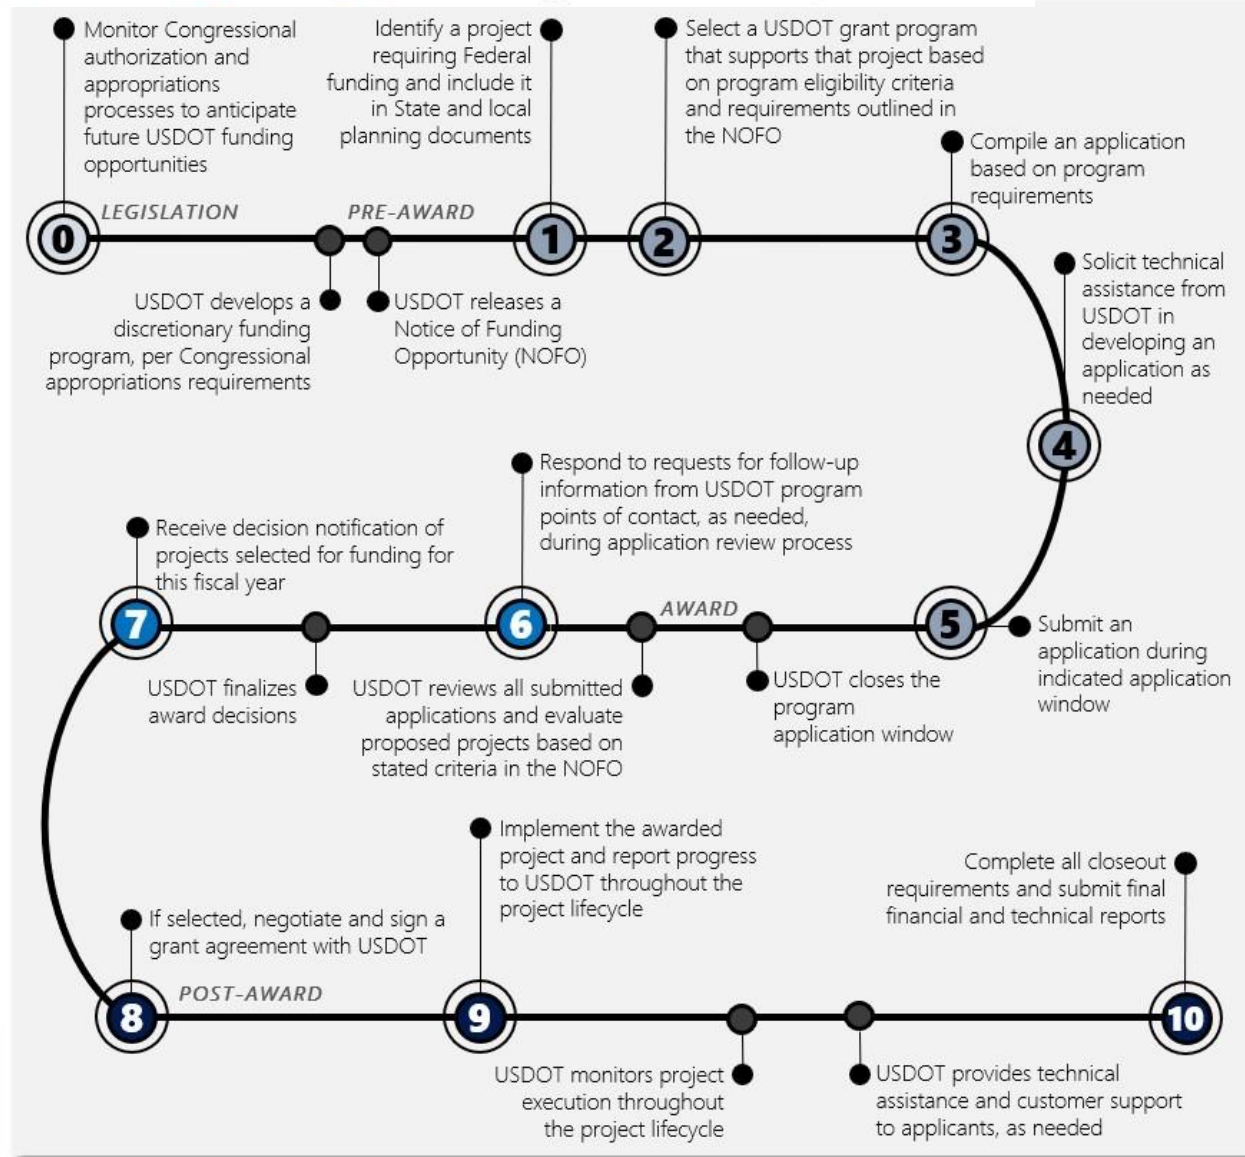 Monitor Congressional
authorization and
appropriations
processes to anticipate
future USDOT funding
opportunities
Identify a project
requiring Federal
funding and include it
in State and local
planning documents
Select a USDOT grant program
that supports that project based
on program eligibility criteria
and requirements outlined in
the NOFO
Compile an application
based on program
requirements
LEGISLATION
PRE-AWARD
0
1
2
3
USDOT develops a
discretionary funding
program, per Congressional
appropriations requirements
USDOT releases a
Notice of Funding
Opportunity (NOFO)
Solicit technical
assistance from
USDOT in
developing an
application as
needed
4
Respond to requests for follow-up
information from USDOT program
points of contact, as needed,
during application review process
Receive decision notification of
projects selected for funding for
this fiscal year
7
6
AWARD
5
Submit an
application during
indicated application
window
USDOT finalizes
award decisions
USDOT reviews all submitted
applications and evaluate
proposed projects based on
stated criteria in the NOFO
USDOT closes the
program
application window
Implement the awarded
project and report progress
to USDOT throughout the
project lifecycle
Complete all closeout
requirements and submit final
financial and technical reports
If selected, negotiate and sign a
grant agreement with USDOT
POST-AWARD
8
9
10
USDOT monitors project
execution throughout
the project lifecycle
USDOT provides technical
assistance and customer support
to applicants, as needed